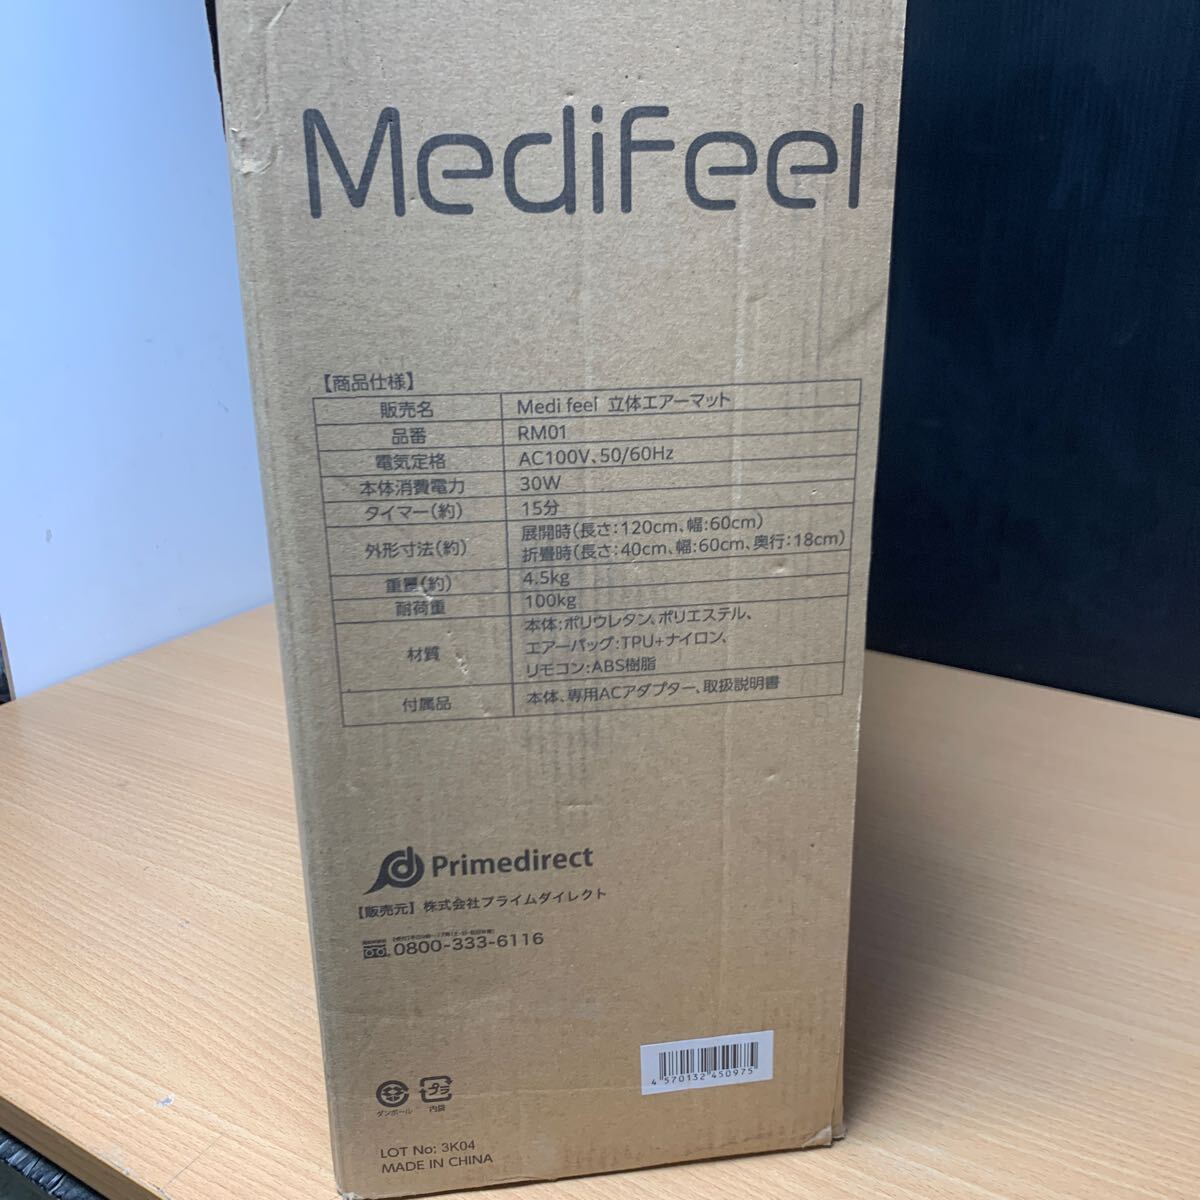 MediFeel
【商品仕様】
販売名 Medi feel 立体エアーマット
品番 RM01
電気定格 AC100V、50/60Hz
本体消費電力 30W
タイマー(約) 15分
外形寸法(約) 展開時(長さ:120cm、幅:60cm)
折畳時(長さ:40cm、幅:60cm、奥行:18cm)
重量(約) 4.5kg
耐荷重 100kg
材質 本体:ポリウレタン、ポリエステル、
エアーバッグ:TPU+ナイロン、
リモコン:ABS樹脂
付属品 本体、専用ACアダプター、取扱説明書
Primedirect
【販売元】株式会社プライムダイレクト
0800-333-6116
4 570132 450975
プラ
ダンボール 内袋
LOT No: 3K04
MADE IN CHINA